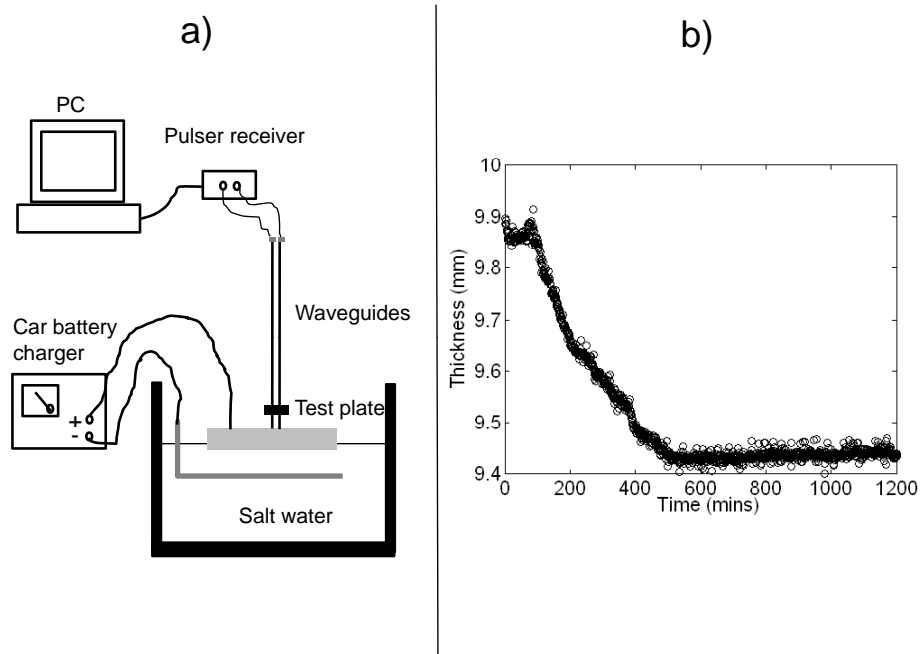 a)
PC
Pulser receiver
Waveguides
Car battery
charger
+
-
Test plate
Salt water
b)
10
9.9
9.8
9.7
9.6
9.5
9.4
Thickness (mm)
0
200
400
600
800
1000
1200
Time (mins)